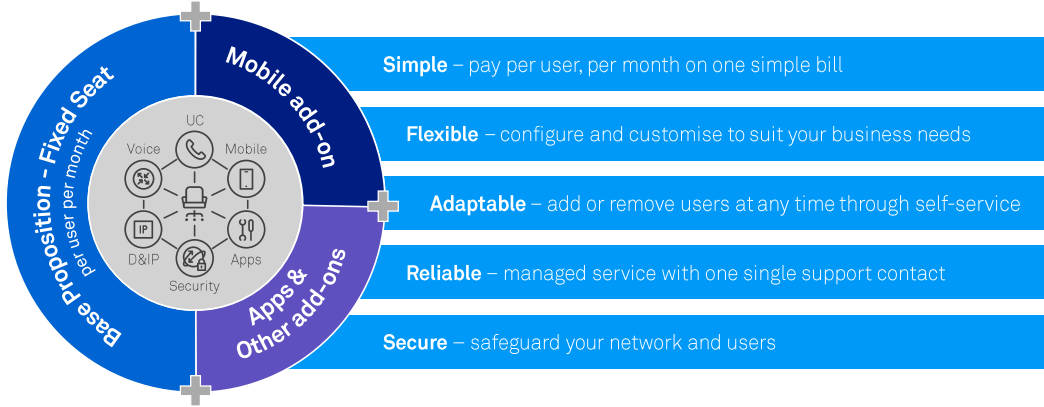 Base Proposition - Fixed Seat
per user per month
Mobile add-on
Apps &
Other add-ons
UC
Voice
Mobile
IP
D&IP
Apps
Security
Simple – pay per user, per month on one simple bill
Flexible – configure and customise to suit your business needs
Adaptable – add or remove users at any time through self-service
Reliable – managed service with one single support contact
Secure – safeguard your network and users